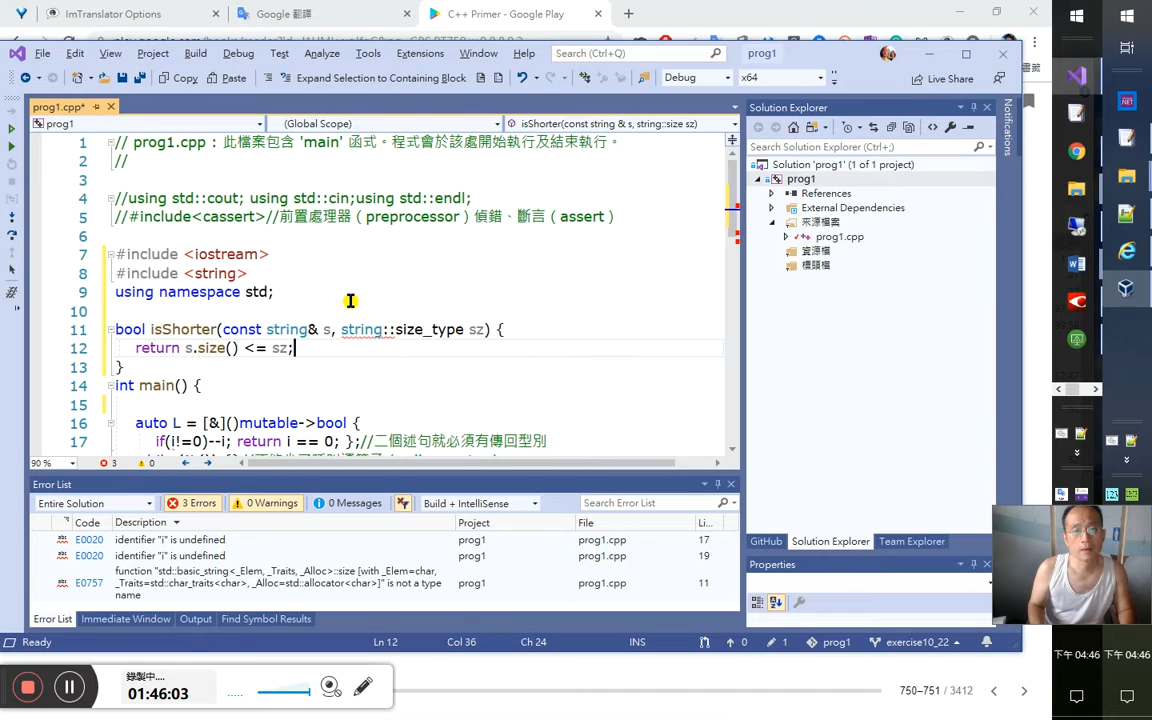 ImTranslator Options
Google 翻譯
C++ Primer - Google Play
File Edit View Project Build Debug Test Analyze Tools Extensions Window Help Search (Ctrl+Q) prog1
Copy Paste Expand Selection to Containing Block Debug x64 Live Share
prog1.cpp*
prog1 (Global Scope) isShorter(const string & s, string::size sz)
1 // prog1.cpp : 此檔案包含 'main' 函式。程式會於該處開始執行及結束執行。
2 //
3
4 //using std::cout; using std::cin;using std::endl;
5 //#include<cassert>//前置處理器（preprocessor）偵錯、斷言（assert）
6
7 #include <iostream>
8 #include <string>
9 using namespace std;
10
11 bool isShorter(const string& s, string::size_type sz) {
12 return s.size() <= sz;
13 }
14 int main() {
15
16 auto L = [&]()mutable->bool {
17 if(i!=0)--i; return i == 0; };//二個述句就必須有傳回型別
90 % 3 0
Solution Explorer
Search Solution Explorer (Ctrl+;)
Solution 'prog1' (1 of 1 project)
prog1
References
External Dependencies
來源檔案
prog1.cpp
資源檔
標頭檔
Notifications
Error List
Entire Solution 3 Errors 0 Warnings 0 Messages Build + IntelliSense Search Error List
Code Description Project File Li...
E0020 identifier "i" is undefined prog1 prog1.cpp 17
E0020 identifier "i" is undefined prog1 prog1.cpp 19
function "std::basic_string<_Elem, _Traits, _Alloc>::size [with _Elem=char,
E0757 _Traits=std::char_traits<char>, _Alloc=std::allocator<char>]" is not a type prog1 prog1.cpp 11
name
Error List Immediate Window Output Find Symbol Results
GitHub Solution Explorer Team Explorer
Properties
Ready Ln 12 Col 36 Ch 24 INS 0 1 prog1 exercise10_22
錄製中...
01:46:03
750–751 / 3412
下午 04:46 下午 04:46